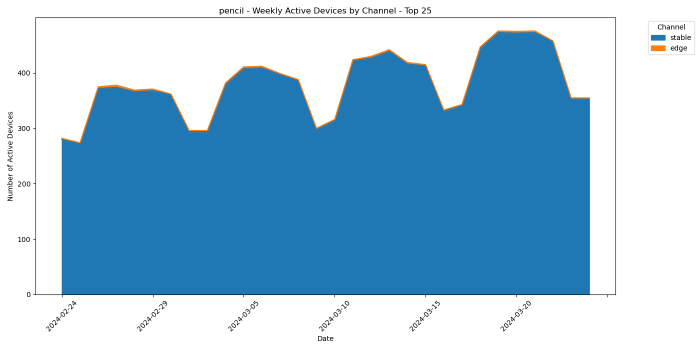 pencil - Weekly Active Devices by Channel - Top 25
Channel
stable
edge
Number of Active Devices
400
300
200
100
0
2024-02-24
2024-02-29
2024-03-05
2024-03-10
2024-03-15
2024-03-20
Date